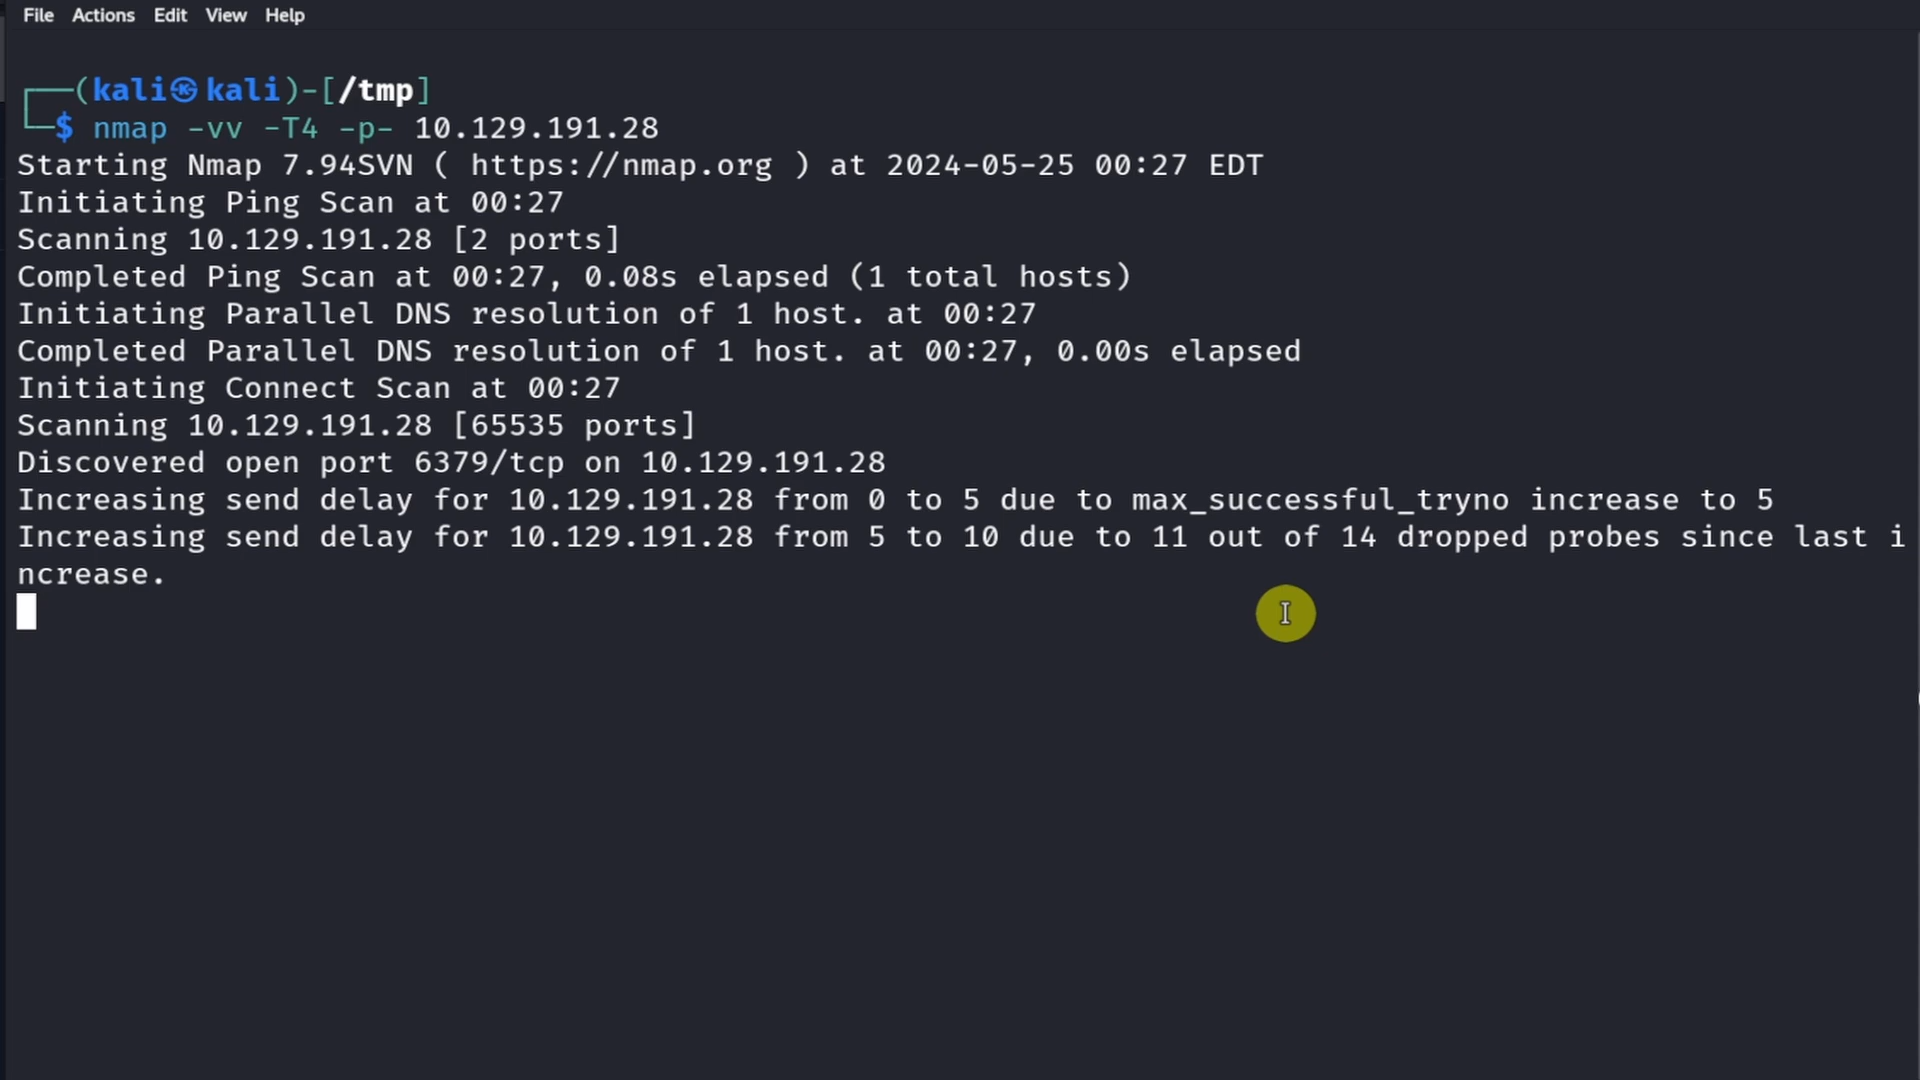 File Actions Edit View Help
┌──(kali㉿kali)-[/tmp]
└─$ nmap -vv -T4 -p- 10.129.191.28
Starting Nmap 7.94SVN ( https://nmap.org ) at 2024-05-25 00:27 EDT
Initiating Ping Scan at 00:27
Scanning 10.129.191.28 [2 ports]
Completed Ping Scan at 00:27, 0.08s elapsed (1 total hosts)
Initiating Parallel DNS resolution of 1 host. at 00:27
Completed Parallel DNS resolution of 1 host. at 00:27, 0.00s elapsed
Initiating Connect Scan at 00:27
Scanning 10.129.191.28 [65535 ports]
Discovered open port 6379/tcp on 10.129.191.28
Increasing send delay for 10.129.191.28 from 0 to 5 due to max_successful_tryno increase to 5
Increasing send delay for 10.129.191.28 from 5 to 10 due to 11 out of 14 dropped probes since last i
ncrease.